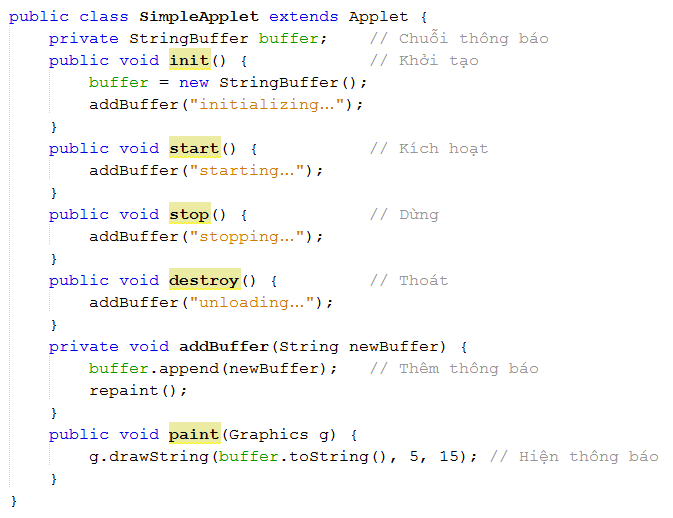 public class SimpleApplet extends Applet {
    private StringBuffer buffer;    // Chuỗi thông báo
    public void init() {            // Khởi tạo
        buffer = new StringBuffer();
        addBuffer("initializing…");
    }
    public void start() {           // Kích hoạt
        addBuffer("starting…");
    }
    public void stop() {            // Dừng
        addBuffer("stopping…");
    }
    public void destroy() {         // Thoát
        addBuffer("unloading…");
    }
    private void addBuffer(String newBuffer) {
        buffer.append(newBuffer);   // Thêm thông báo
        repaint();
    }
    public void paint(Graphics g) {
        g.drawString(buffer.toString(), 5, 15); // Hiện thông báo
    }
}